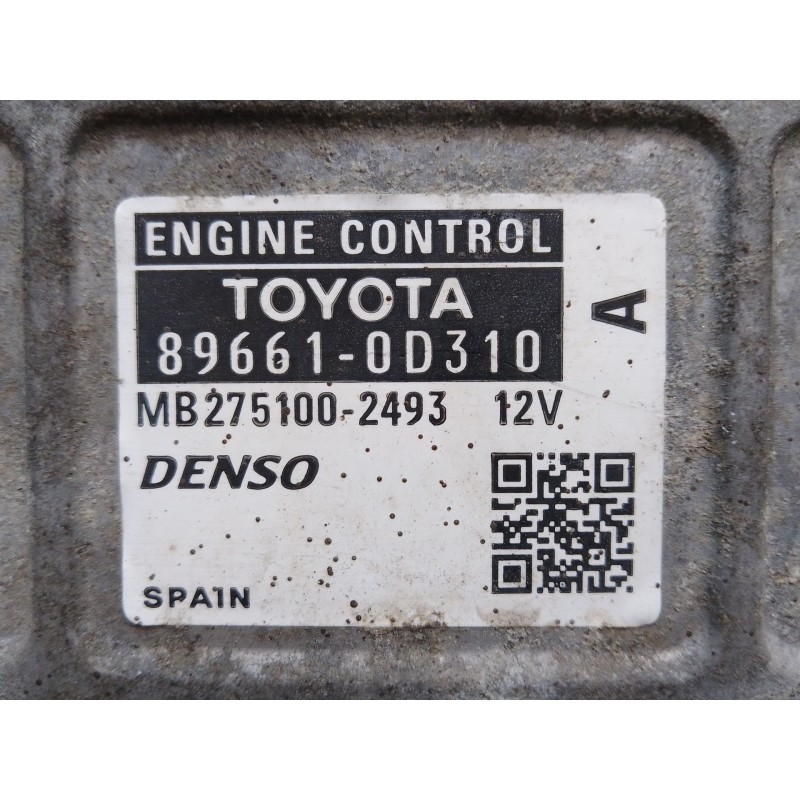 ENGINE CONTROL
TOYOTA
89661-0D310
A
MB275100-2493 12V
DENSO
SPAIN